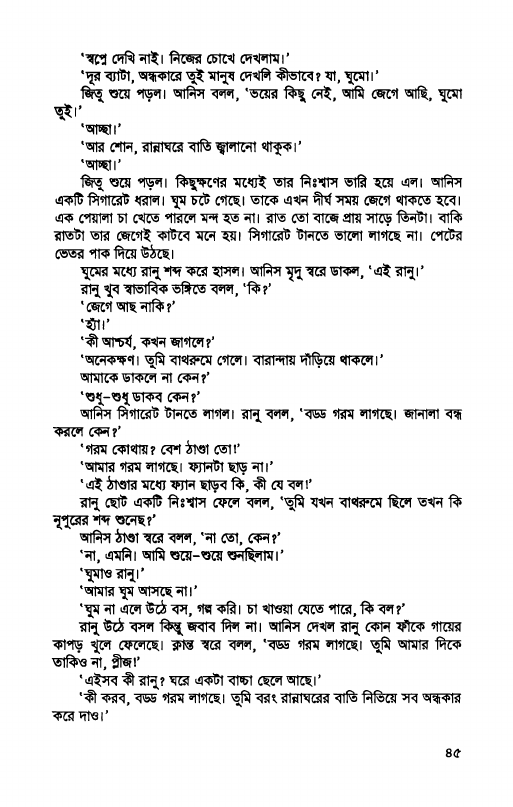 'স্বপ্নে দেখি নাই। নিজের চোখে দেখলাম।'
'দূর ব্যাটা, অন্ধকারে তুই মানুষ দেখলি কীভাবে? যা, ঘুমো।'
জিতু শুয়ে পড়ল। আনিস বলল, 'ভয়ের কিছু নেই, আমি জেগে আছি, ঘুমো
তুই।'
'আচ্ছা।'
'আর শোন, রান্নাঘরে বাতি জ্বালানো থাকুক।'
'আচ্ছা।'
জিতু শুয়ে পড়ল। কিছুক্ষণের মধ্যেই তার নিঃশ্বাস ভারি হয়ে এল। আনিস
একটি সিগারেট ধরাল। ঘুম চটে গেছে। তাকে এখন দীর্ঘ সময় জেগে থাকতে হবে।
এক পেয়ালা চা খেতে পারলে মন্দ হত না। রাত তো বাজে প্রায় সাড়ে তিনটা। বাকি
রাতটা তার জেগেই কাটবে মনে হয়। সিগারেট টানতে ভালো লাগছে না। পেটের
ভেতর পাক দিয়ে উঠছে।
ঘুমের মধ্যে রানু শব্দ করে হাসল। আনিস মৃদু স্বরে ডাকল, 'এই রানু।'
রানু খুব স্বাভাবিক ভঙ্গিতে বলল, 'কি?'
'জেগে আছ নাকি?'
'হ্যাঁ।'
'কী আশ্চর্য, কখন জাগলে?'
'অনেকক্ষণ। তুমি বাথরুমে গেলে। বারান্দায় দাঁড়িয়ে থাকলে।'
আমাকে ডাকলে না কেন?'
'শুধু-শুধু ডাকব কেন?'
আনিস সিগারেট টানতে লাগল। রানু বলল, 'বড্ড গরম লাগছে। জানালা বন্ধ
করলে কেন?'
'গরম কোথায়? বেশ ঠাণ্ডা তো!'
'আমার গরম লাগছে। ফ্যানটা ছাড় না।'
'এই ঠাণ্ডার মধ্যে ফ্যান ছাড়ব কি, কী যে বল!'
রানু ছোট একটি নিঃশ্বাস ফেলে বলল, 'তুমি যখন বাথরুমে ছিলে তখন কি
নূপুরের শব্দ শুনেছ?'
আনিস ঠাণ্ডা স্বরে বলল, 'না তো, কেন?'
'না, এমনি। আমি শুয়ে-শুয়ে শুনছিলাম।'
'ঘুমাও রানু।'
'আমার ঘুম আসছে না।'
'ঘুম না এলে উঠে বস, গল্প করি। চা খাওয়া যেতে পারে, কি বল?'
রানু উঠে বসল কিন্তু জবাব দিল না। আনিস দেখল রানু কোন ফাঁকে গায়ের
কাপড় খুলে ফেলেছে। ক্লান্ত স্বরে বলল, 'বড্ড গরম লাগছে। তুমি আমার দিকে
তাকিও না, প্লীজ!'
'এইসব কী রানু? ঘরে একটা বাচ্চা ছেলে আছে।'
'কী করব, বড্ড গরম লাগছে। তুমি বরং রান্নাঘরের বাতি নিভিয়ে সব অন্ধকার
করে দাও।'
৪৫